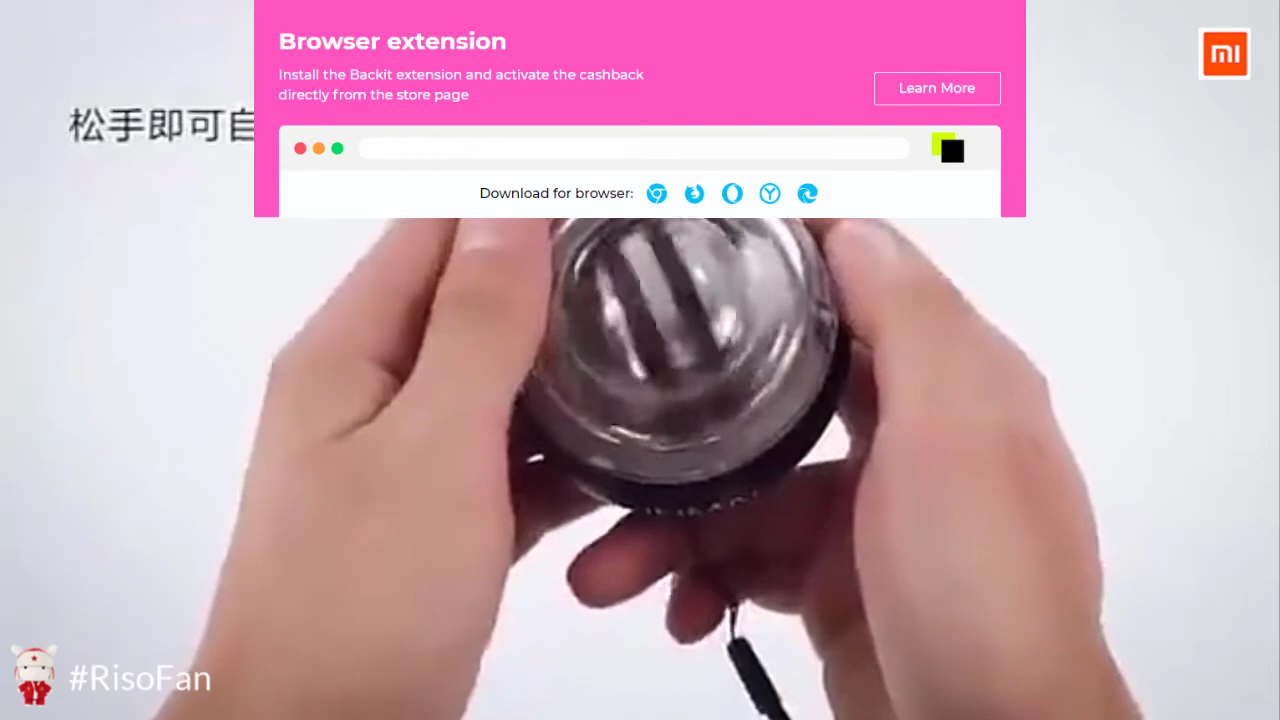 Browser extension
Install the Backit extension and activate the cashback
directly from the store page
Learn More
松手即可自
Download for browser:
#RisoFan